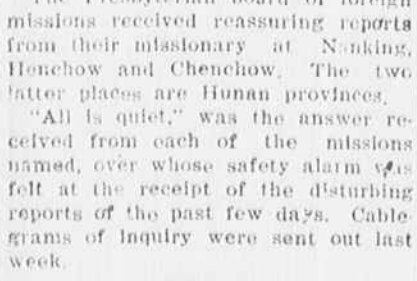 The Presbyterian board of foreign
missions received reassuring reports
from their missionary at Nanking,
Henchow and Chenchow. The two
latter places are Hunan provinces.
"All is quiet," was the answer re-
ceived from each of the missions
named, over whose safety alarm was
felt at the receipt of the disturbing
reports of the past few days. Cable-
grams of inquiry were sent out last
week.